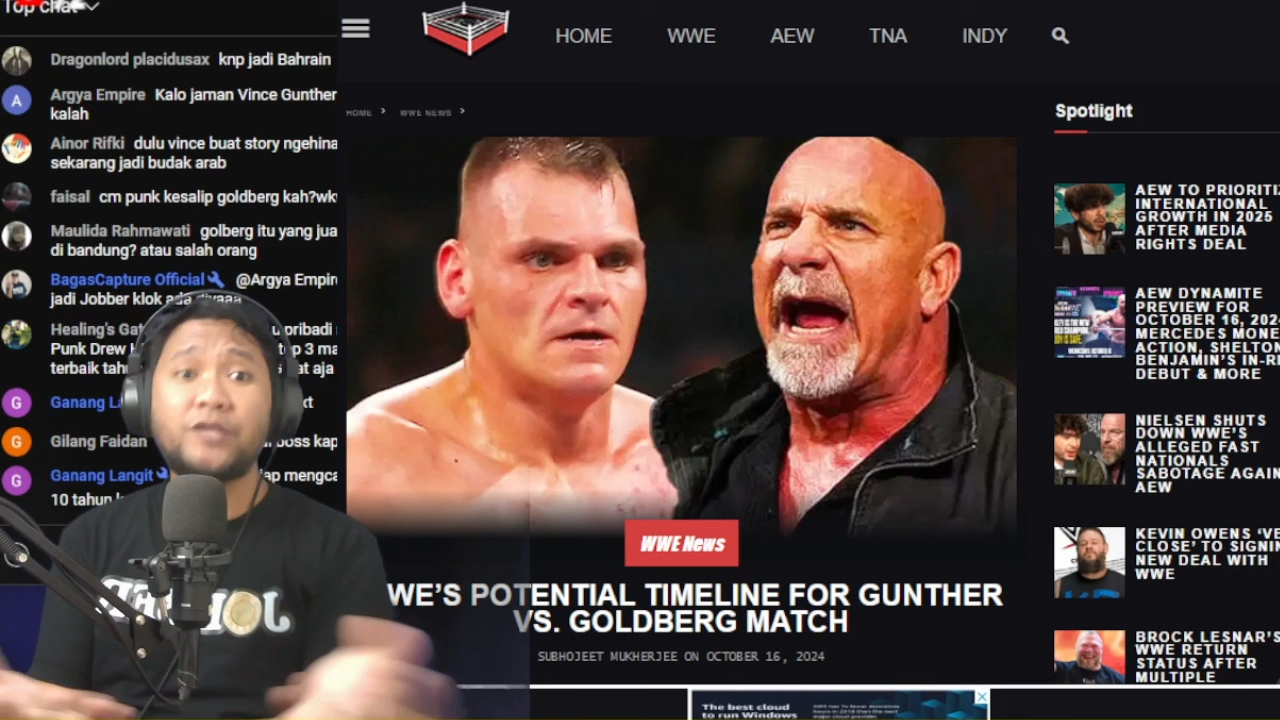 Top chat
Dragonlord placidusax knp jadi Bahrain
Argya Empire Kalo jaman Vince Gunther
kalah
Ainor Rifki dulu vince buat story ngehina
sekarang jadi budak arab
faisal cm punk kesalip goldberg kah?wk
Maulida Rahmawati golberg itu yang jua
di bandung? atau salah orang
BagasCapture Official @Argya Empire
jadi Jobber klok ada
Healing's
pribadi
Punk Drew
top 3
terbaik
aja
A
G
Ganang
G
Gilang Faidan
boss
G
Ganang Langit
10 tahun
HOME
WWE
AEW
TNA
INDY
HOME > WWE NEWS >
WWE News
WE'S POTENTIAL TIMELINE FOR GUNTHER
VS. GOLDBERG MATCH
SUBHOJEET MUKHERJEE ON OCTOBER 16, 2024
The best cloud
to run Windows
Spotlight
AEW TO PRIORITI
INTERNATIONAL
GROWTH IN 2025
AFTER MEDIA
RIGHTS DEAL
AEW DYNAMITE
PREVIEW FOR
OCTOBER 16, 202
MERCEDES MONE
ACTION, SHELTON
BENJAMIN'S IN-RI
DEBUT & MORE
NIELSEN SHUTS
DOWN WWE'S
ALLEGED FAST
NATIONALS
SABOTAGE AGAIN
AEW
KEVIN OWENS 'VE
CLOSE' TO SIGNIN
NEW DEAL WITH
WWE
BROCK LESNAR'S
WWE RETURN
STATUS AFTER
MULTIPLE